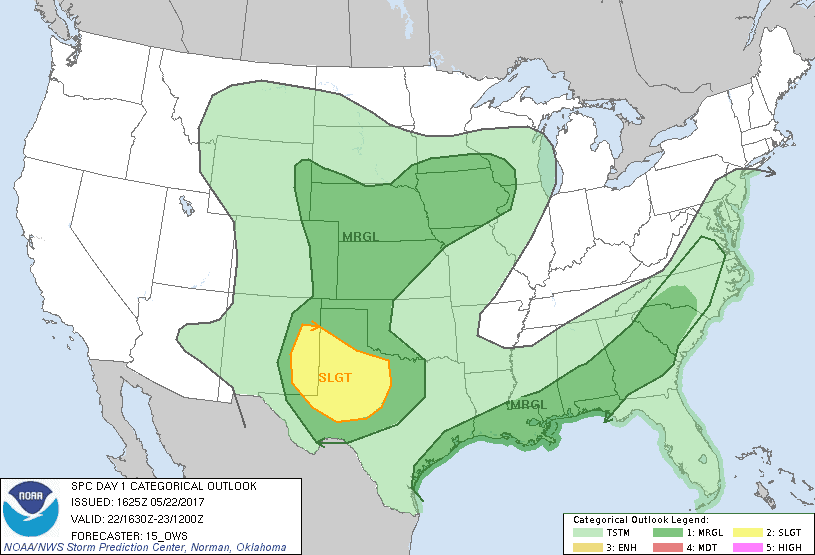 MRGL
SLGT
MRGL
NOAA
SPC DAY 1 CATEGORICAL OUTLOOK
ISSUED: 1625Z 05/22/2017
VALID: 22/1630Z-23/1200Z
FORECASTER: 15_OWS
NOAA/NWS Storm Prediction Center, Norman, Oklahoma
Categorical Outlook Legend:
TSTM 1: MRGL 2: SLGT
3: ENH 4: MDT 5: HIGH